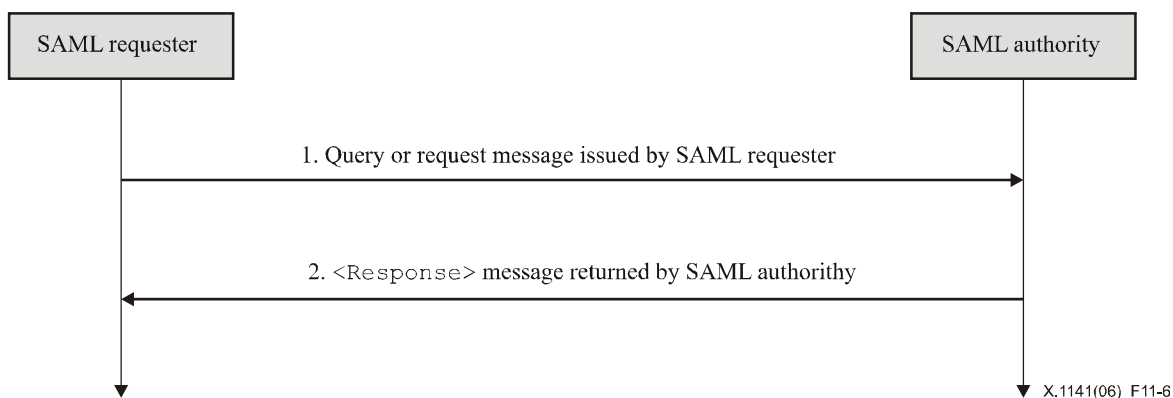 SAML requester
SAML authority
1. Query or request message issued by SAML requester
2. <Response> message returned by SAML authorithy
X.1141(06)_F11-6